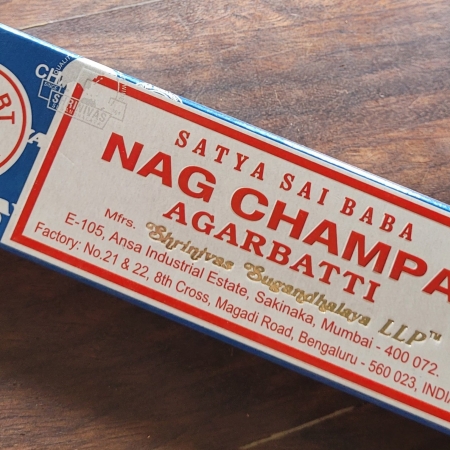 SATYA SAI BABA
NAG CHAMPA
AGARBATTI
Mfrs. Shrinivas Sugandhalaya LLP™
E-105, Ansa Industrial Estate, Sakinaka, Mumbai - 400 072.
Factory: No.21 & 22, 8th Cross, Magadi Road, Bengaluru - 560 023, INDIA